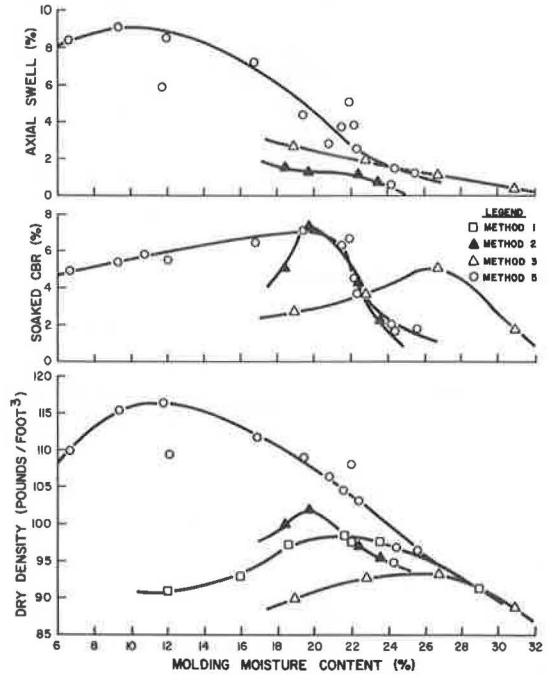 10
8
6
4
2
0
AXIAL SWELL (%)
8
6
4
2
0
SOAKED CBR (%)
LEGEND
METHOD 1
METHOD 2
METHOD 3
METHOD 5
120
115
110
105
100
95
90
85
DRY DENSITY (POUNDS/FOOT³)
6 8 10 12 14 16 18 20 22 24 26 28 30 32
MOLDING MOISTURE CONTENT (%)